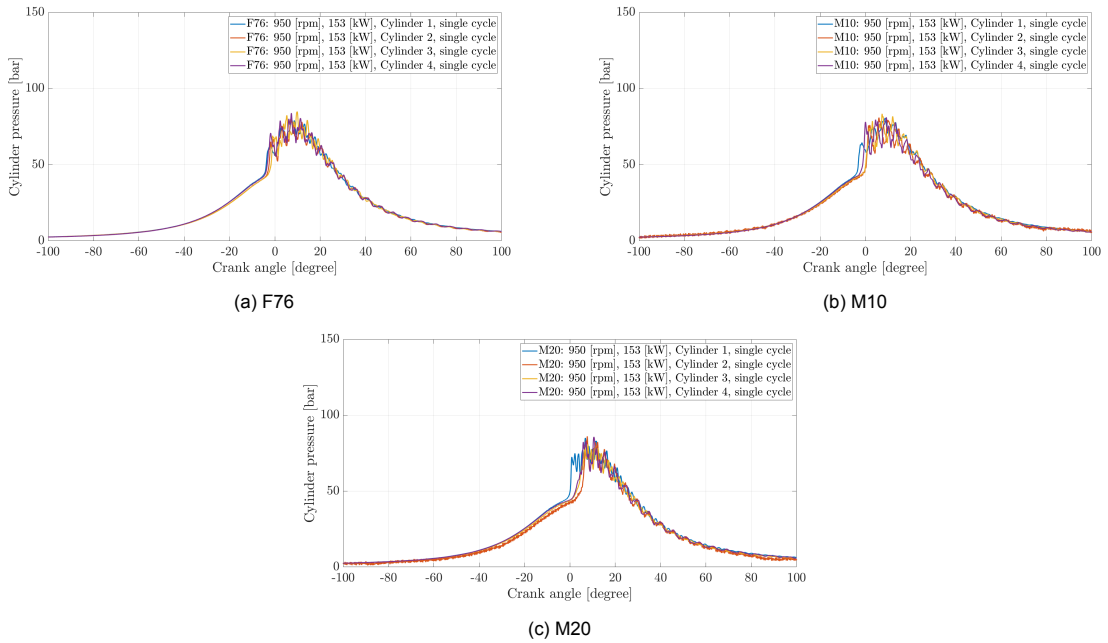 150
100
50
0
Cylinder pressure [bar]
F76: 950 [rpm], 153 [kW], Cylinder 1, single cycle
F76: 950 [rpm], 153 [kW], Cylinder 2, single cycle
F76: 950 [rpm], 153 [kW], Cylinder 3, single cycle
F76: 950 [rpm], 153 [kW], Cylinder 4, single cycle
-100 -80 -60 -40 -20 0 20 40 60 80 100
Crank angle [degree]
(a) F76
150
100
50
0
Cylinder pressure [bar]
M10: 950 [rpm], 153 [kW], Cylinder 1, single cycle
M10: 950 [rpm], 153 [kW], Cylinder 2, single cycle
M10: 950 [rpm], 153 [kW], Cylinder 3, single cycle
M10: 950 [rpm], 153 [kW], Cylinder 4, single cycle
-100 -80 -60 -40 -20 0 20 40 60 80 100
Crank angle [degree]
(b) M10
150
100
50
0
Cylinder pressure [bar]
M20: 950 [rpm], 153 [kW], Cylinder 1, single cycle
M20: 950 [rpm], 153 [kW], Cylinder 2, single cycle
M20: 950 [rpm], 153 [kW], Cylinder 3, single cycle
M20: 950 [rpm], 153 [kW], Cylinder 4, single cycle
-100 -80 -60 -40 -20 0 20 40 60 80 100
Crank angle [degree]
(c) M20